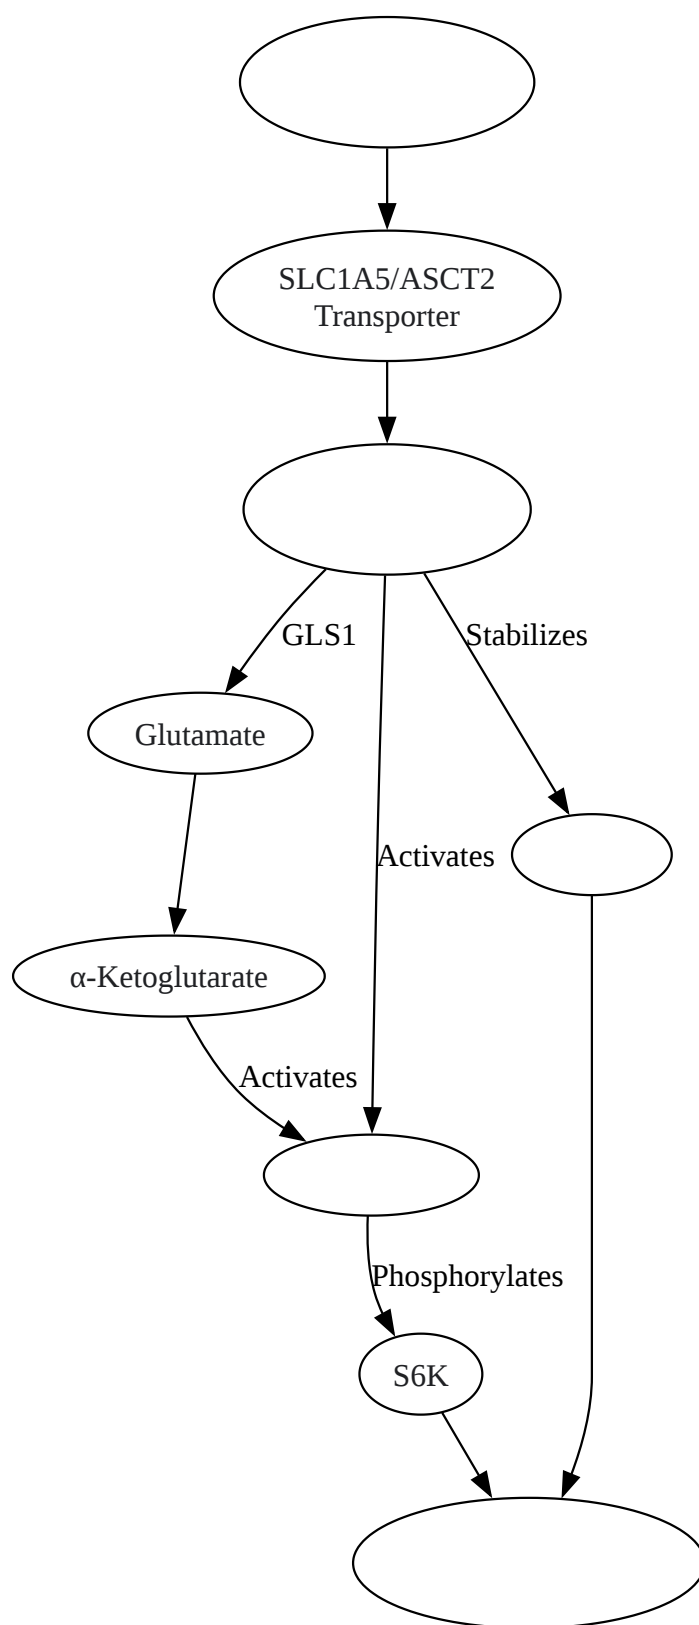 SLC1A5/ASCT2
Transporter
GLS1
Stabilizes
Glutamate
Activates
α-Ketoglutarate
Activates
Phosphorylates
S6K